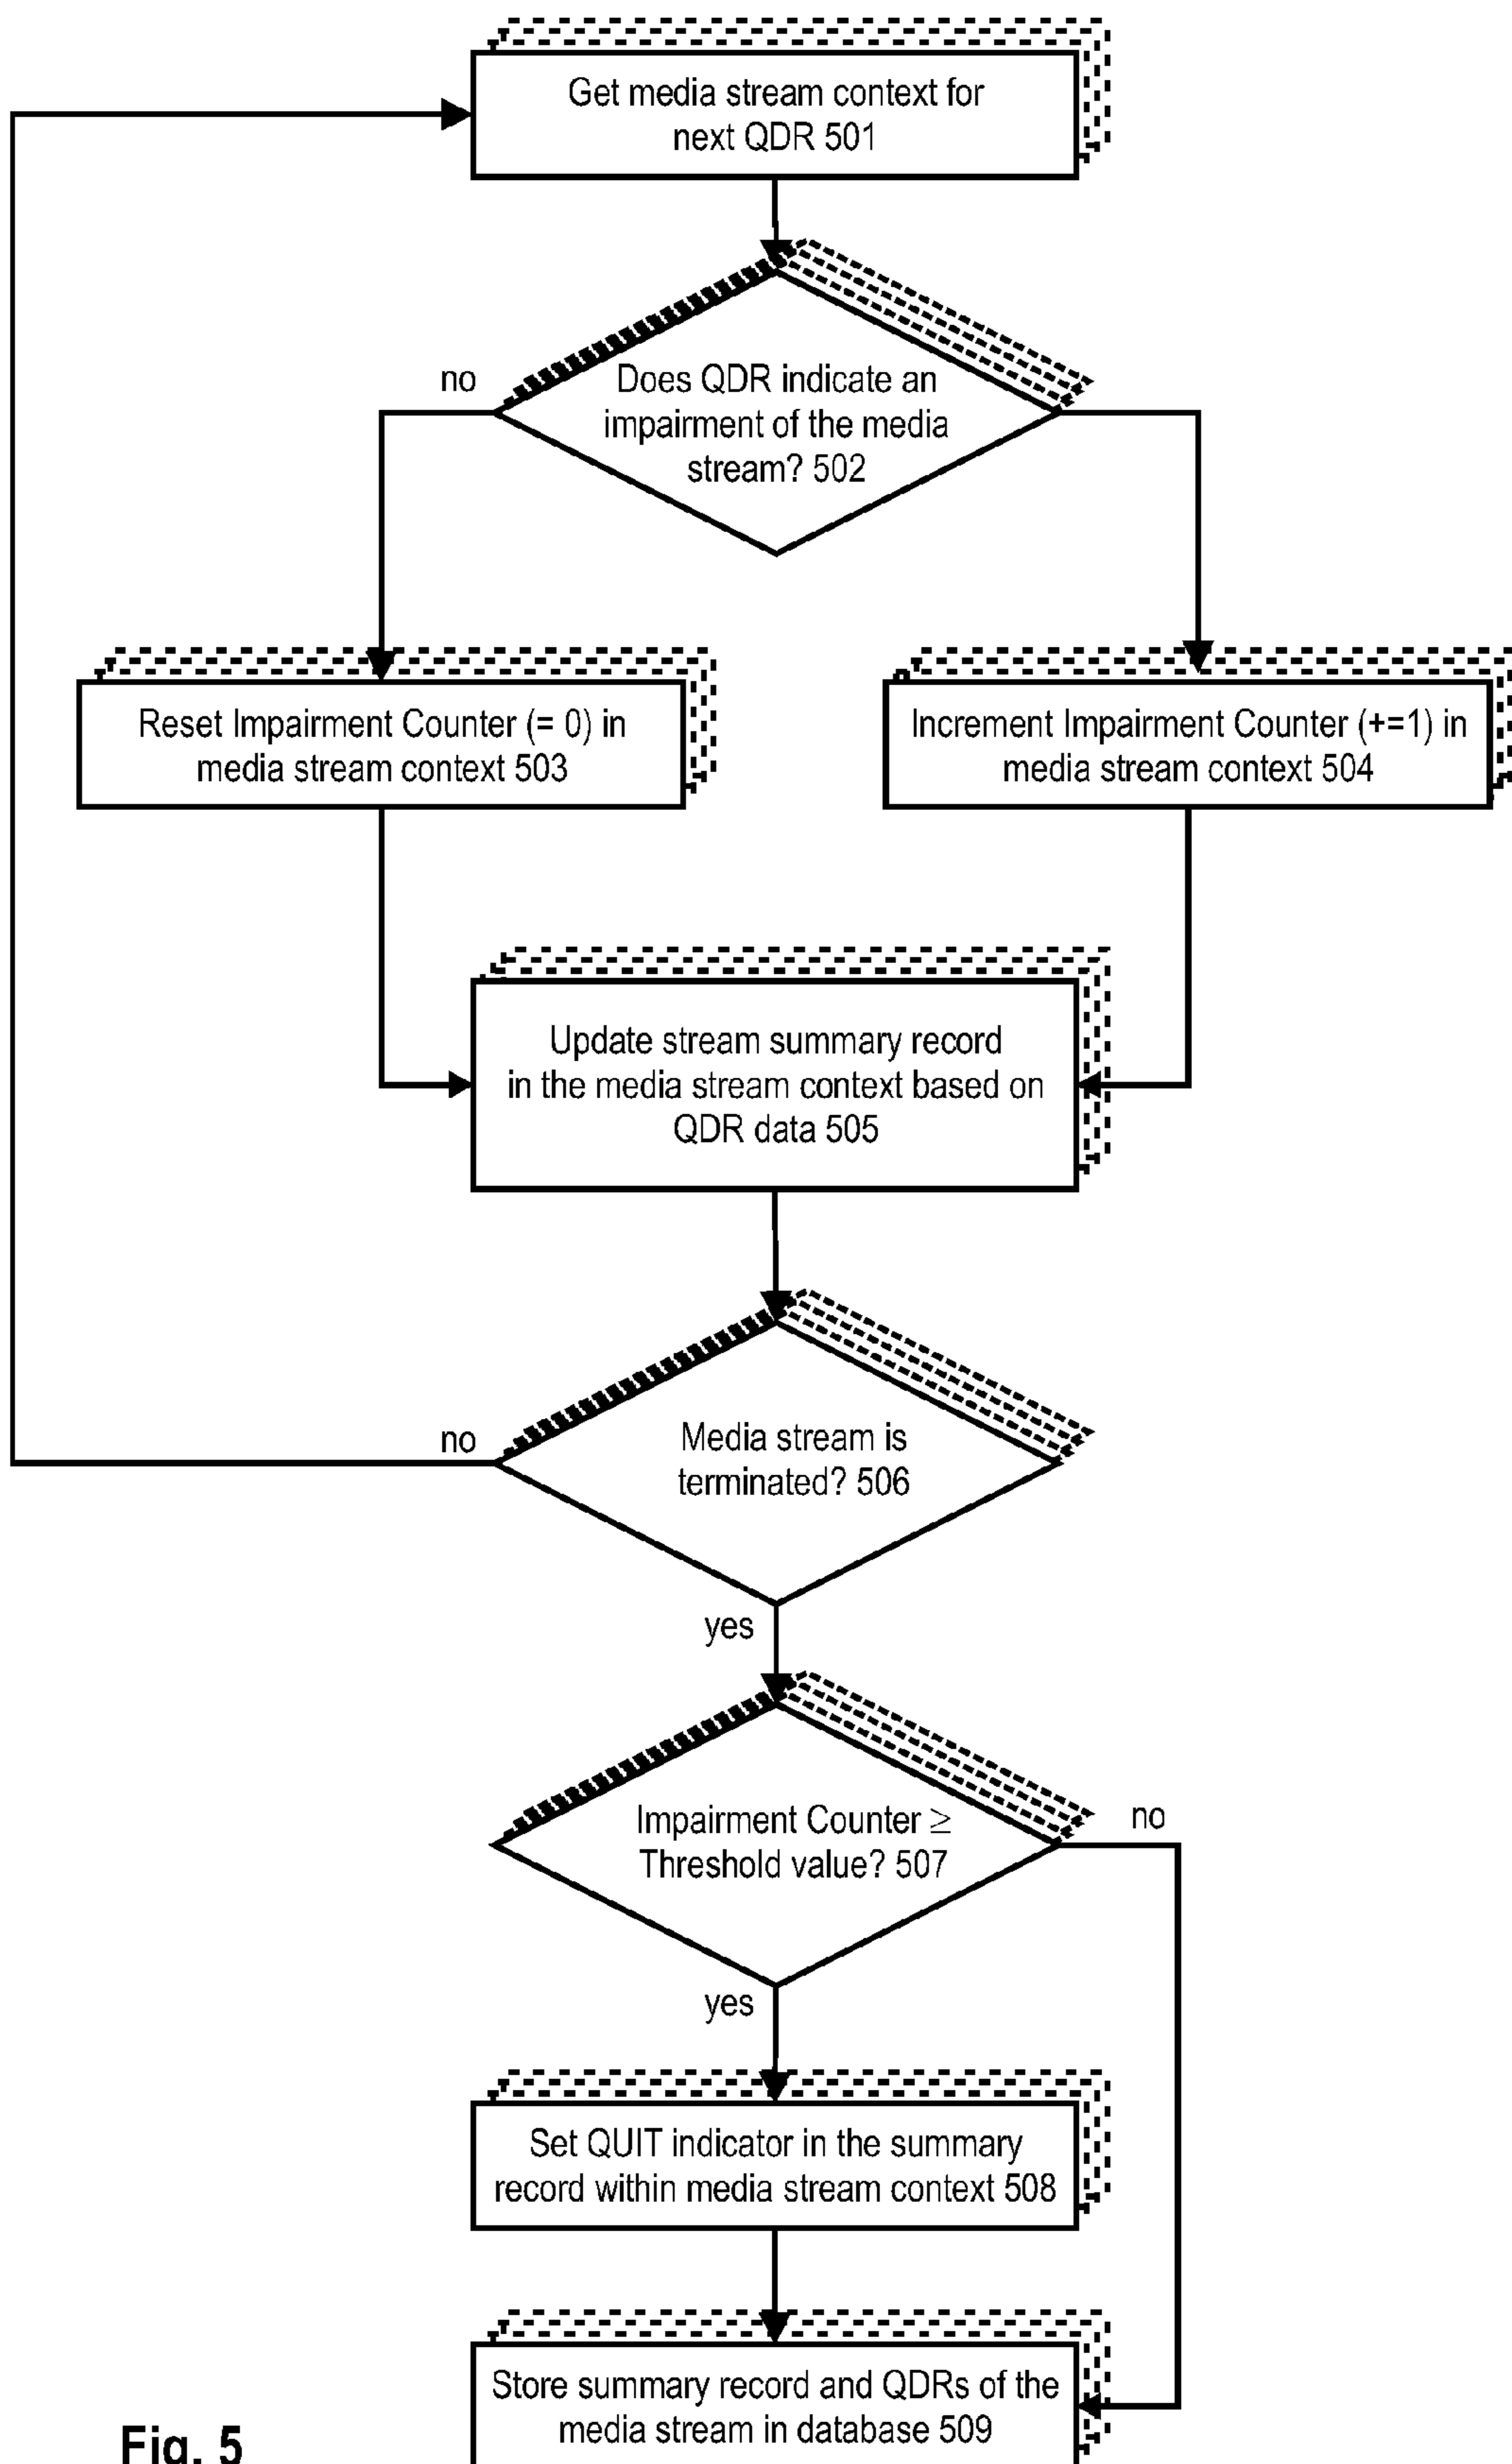 Get media stream context for
next QDR 501
no
Does QDR indicate an
impairment of the media
stream? 502
Reset Impairment Counter (= 0) in
media stream context 503
Increment Impairment Counter (+=1) in
media stream context 504
Update stream summary record
in the media stream context based on
QDR data 505
no
Media stream is
terminated? 506
yes
Impairment Counter ≥
Threshold value? 507
no
yes
Set QUIT indicator in the summary
record within media stream context 508
Store summary record and QDRs of the
media stream in database 509
Fig. 5